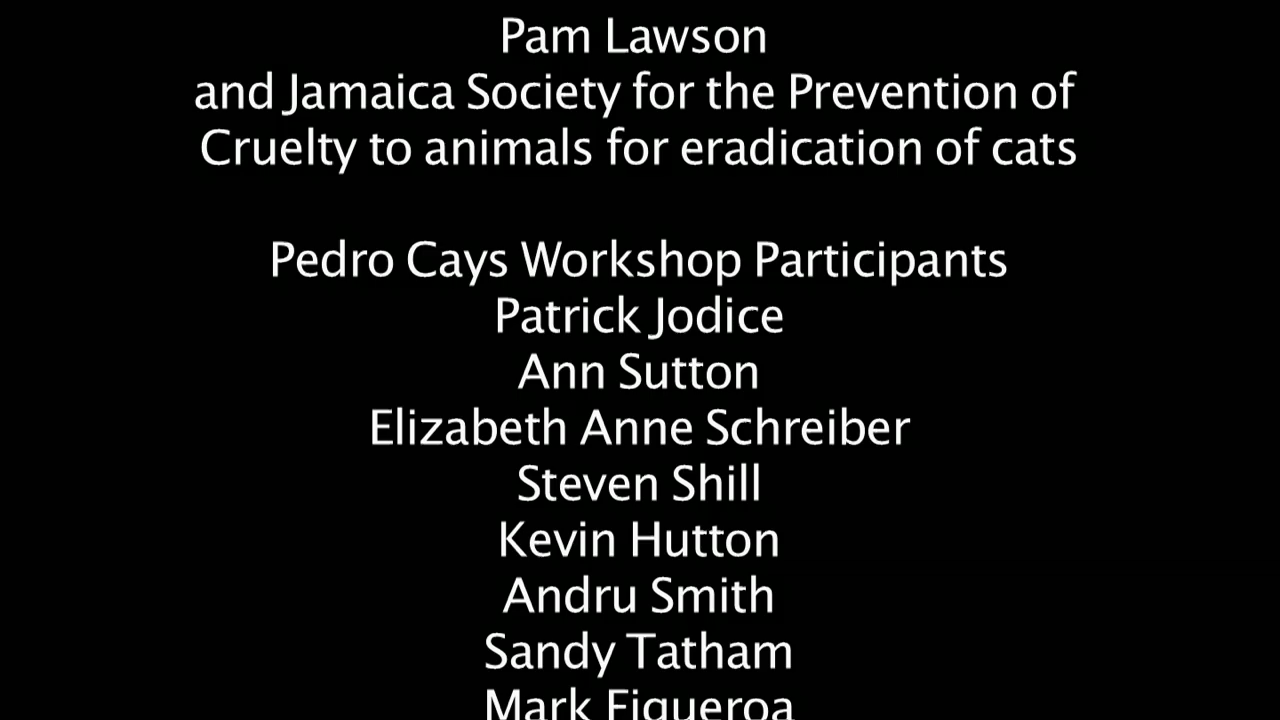 Pam Lawson
and Jamaica Society for the Prevention of
Cruelty to animals for eradication of cats
Pedro Cays Workshop Participants
Patrick Jodice
Ann Sutton
Elizabeth Anne Schreiber
Steven Shill
Kevin Hutton
Andru Smith
Sandy Tatham
Mark Figueroa